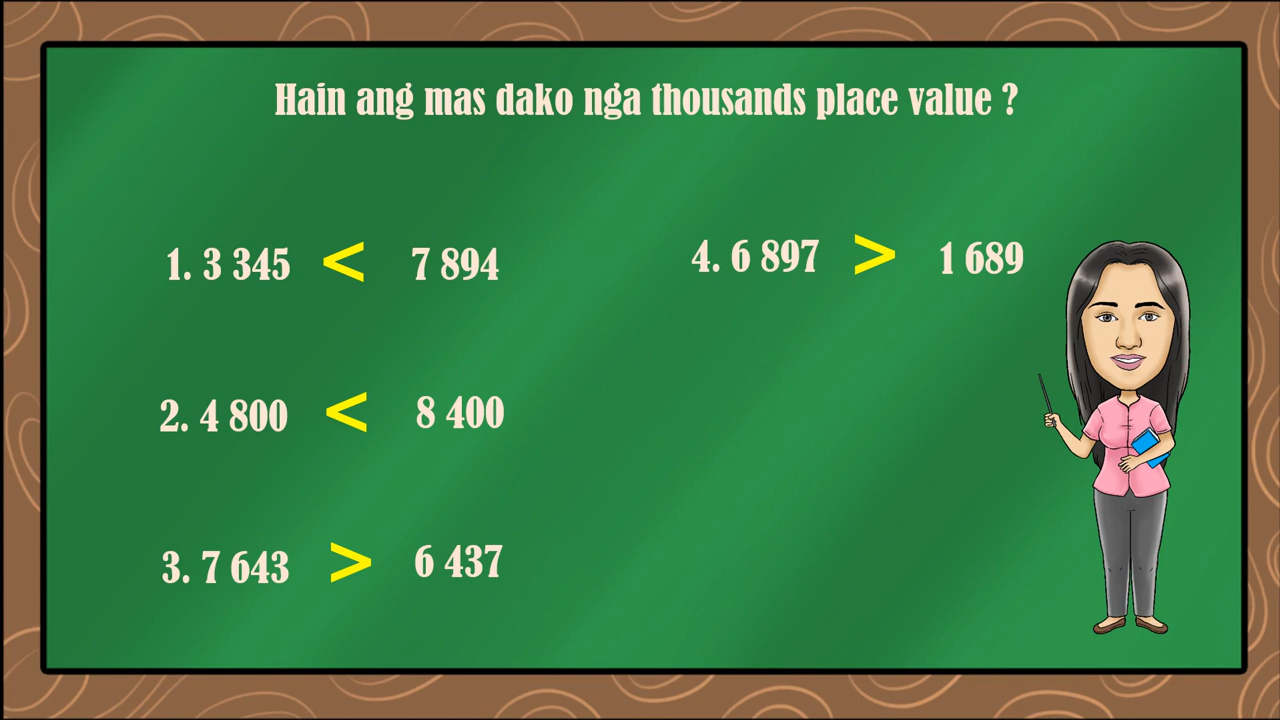 Hain ang mas dako nga thousands place value ?
1. 3 345 < 7 894
2. 4 800 < 8 400
3. 7 643 > 6 437
4. 6 897 > 1 689